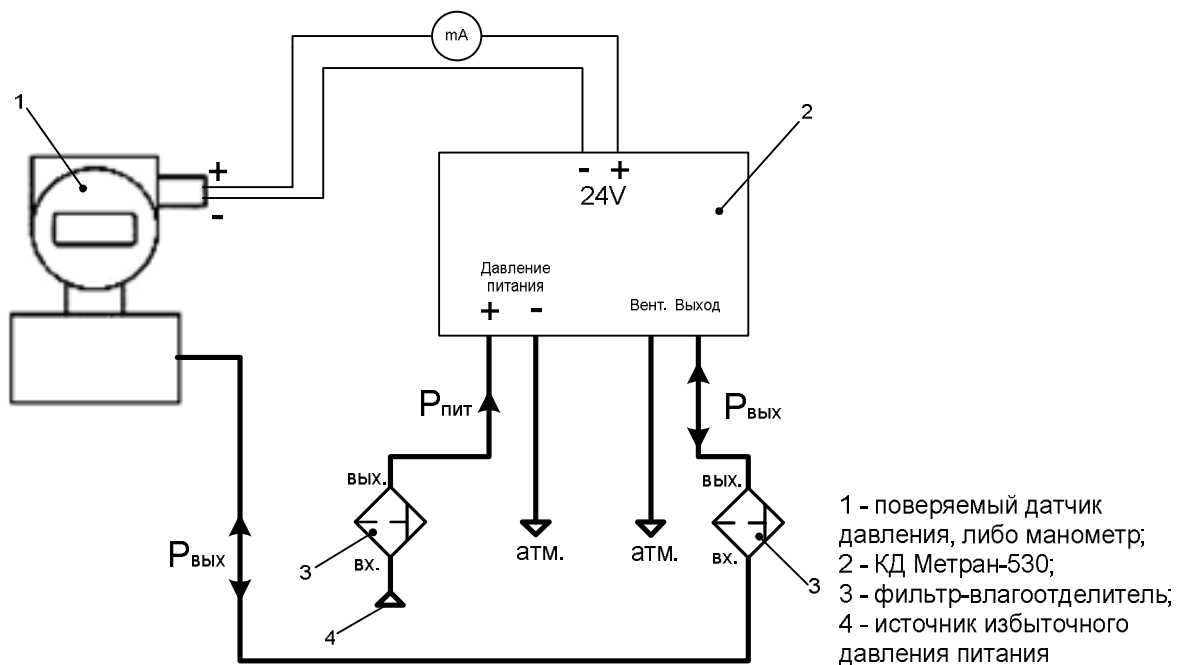 mA
1
2
+
-
- +
24V
Давление
питания
+ -
Вент. Выход
Pпит
Pвых
вых.
вых.
Pвых
3
вх.
атм.
атм.
вх.
3
4
1 - поверяемый датчик
давления, либо манометр;
2 - КД Метран-530;
3 - фильтр-влагоотделитель;
4 - источник избыточного
давления питания